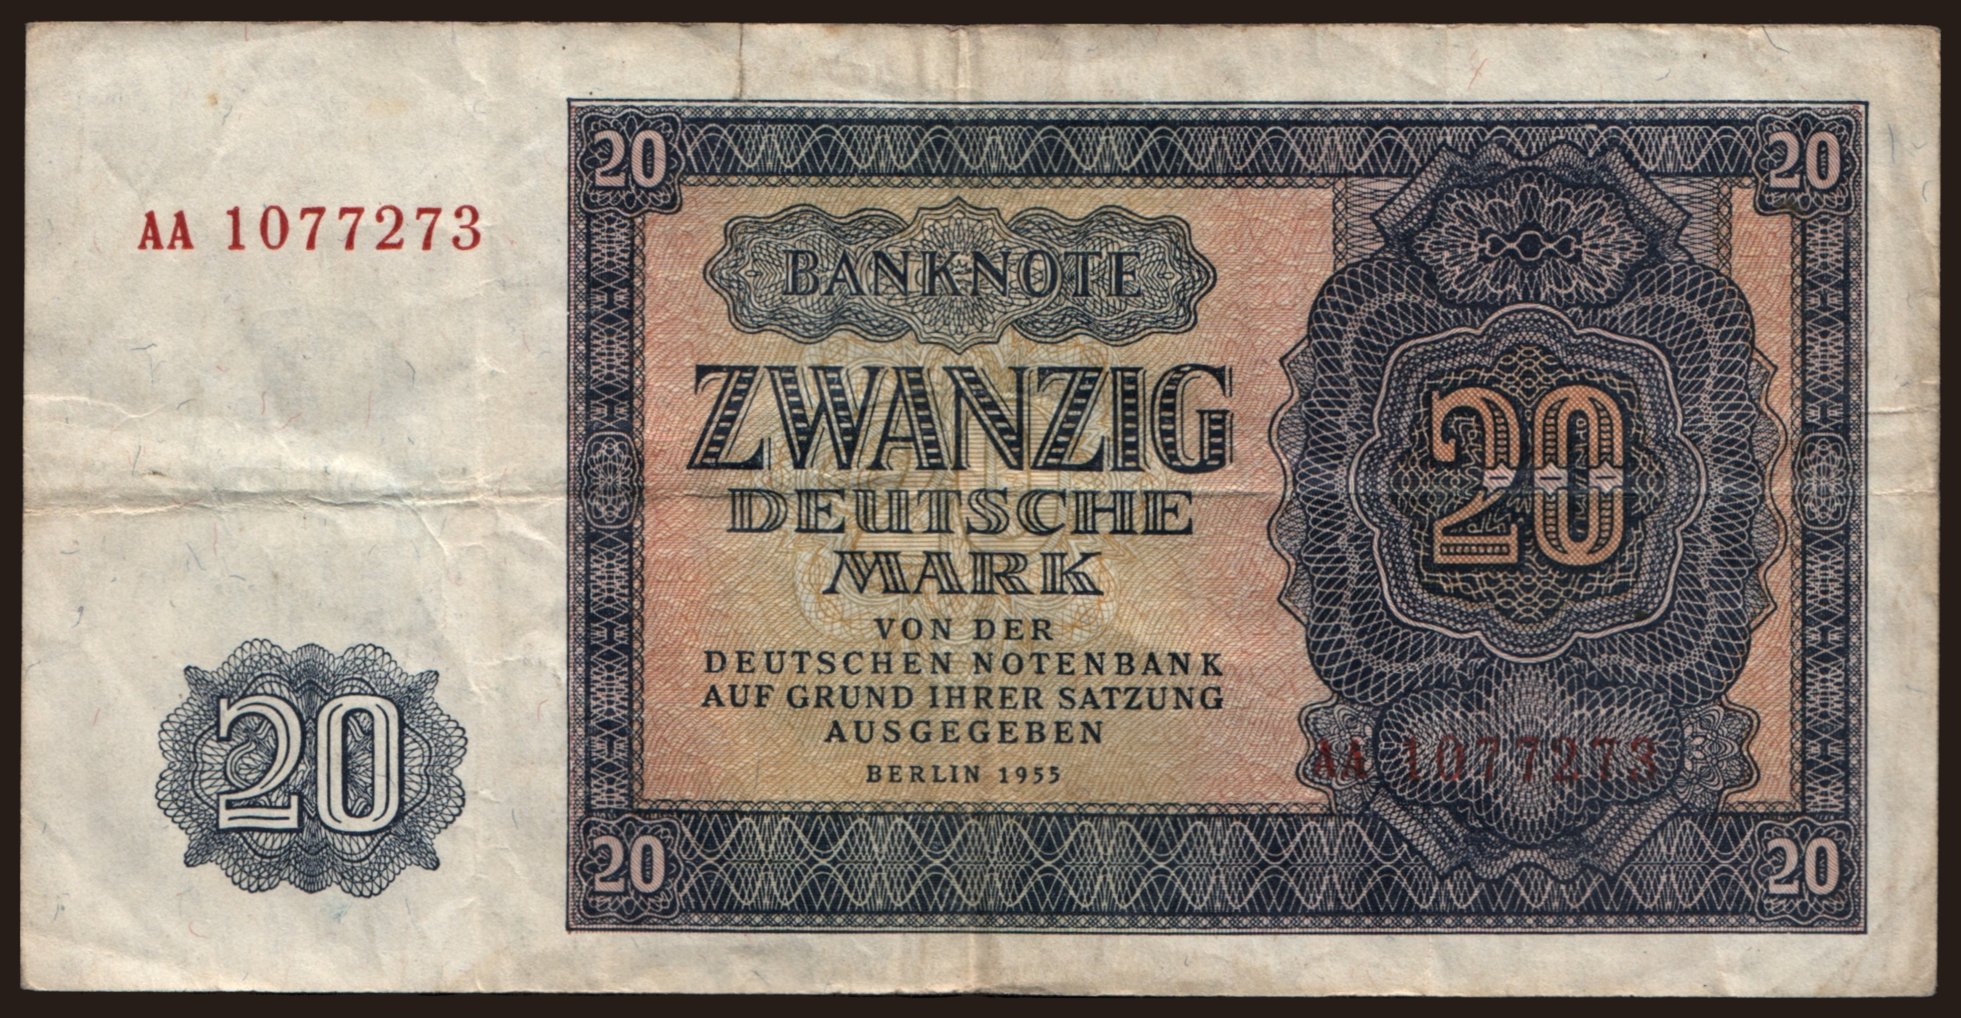 20
20
AA 1077273
BANKNOTE
ZWANZIG
DEUTSCHE
MARK
20
VON DER
DEUTSCHEN NOTENBANK
AUF GRUND IHRER SATZUNG
AUSGEGEBEN
BERLIN 1955
20
AA 1077273
20
20